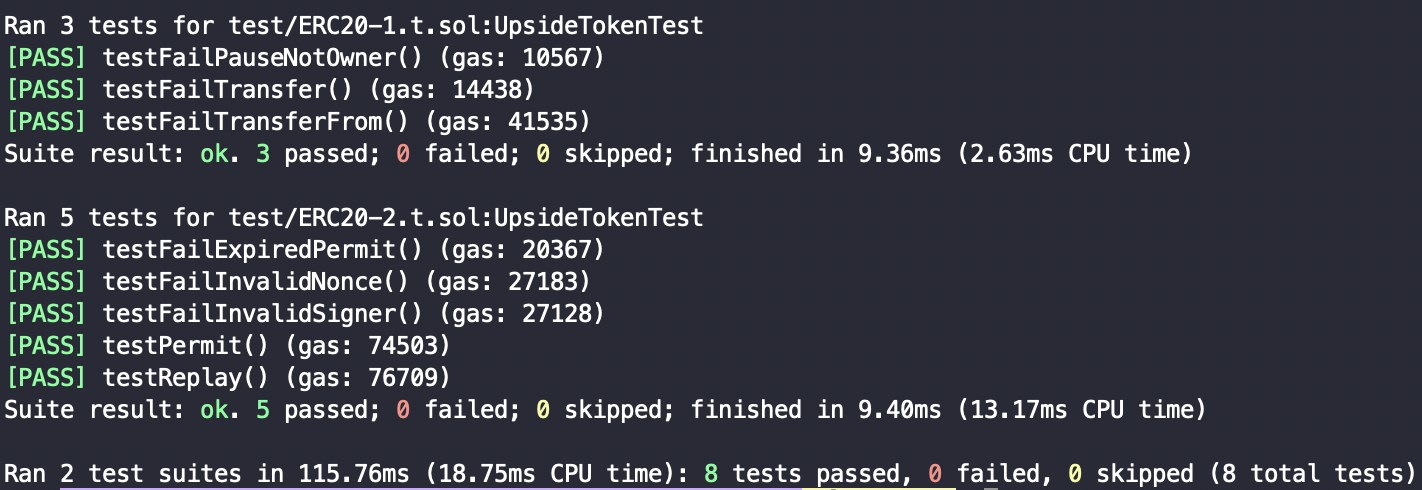 Ran 3 tests for test/ERC20-1.t.sol:UpsideTokenTest
[PASS] testFailPauseNotOwner() (gas: 10567)
[PASS] testFailTransfer() (gas: 14438)
[PASS] testFailTransferFrom() (gas: 41535)
Suite result: ok. 3 passed; 0 failed; 0 skipped; finished in 9.36ms (2.63ms CPU time)
Ran 5 tests for test/ERC20-2.t.sol:UpsideTokenTest
[PASS] testFailExpiredPermit() (gas: 20367)
[PASS] testFailInvalidNonce() (gas: 27183)
[PASS] testFailInvalidSigner() (gas: 27128)
[PASS] testPermit() (gas: 74503)
[PASS] testReplay() (gas: 76709)
Suite result: ok. 5 passed; 0 failed; 0 skipped; finished in 9.40ms (13.17ms CPU time)
Ran 2 test suites in 115.76ms (18.75ms CPU time): 8 tests passed, 0 failed, 0 skipped (8 total tests)